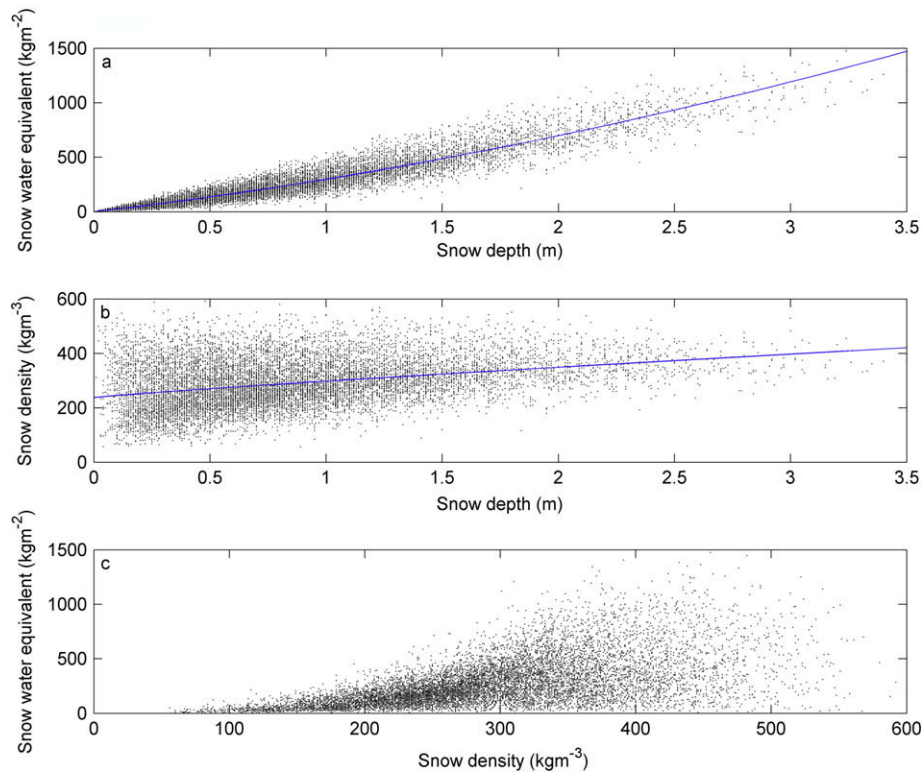 Snow water equivalent (kgm⁻²)
1500
1000
500
0
a
0 0.5 1 1.5 2 2.5 3 3.5
Snow depth (m)
Snow density (kgm⁻³)
600
400
200
0
b
0 0.5 1 1.5 2 2.5 3 3.5
Snow depth (m)
Snow water equivalent (kgm⁻²)
1500
1000
500
0
c
0 100 200 300 400 500 600
Snow density (kgm⁻³)